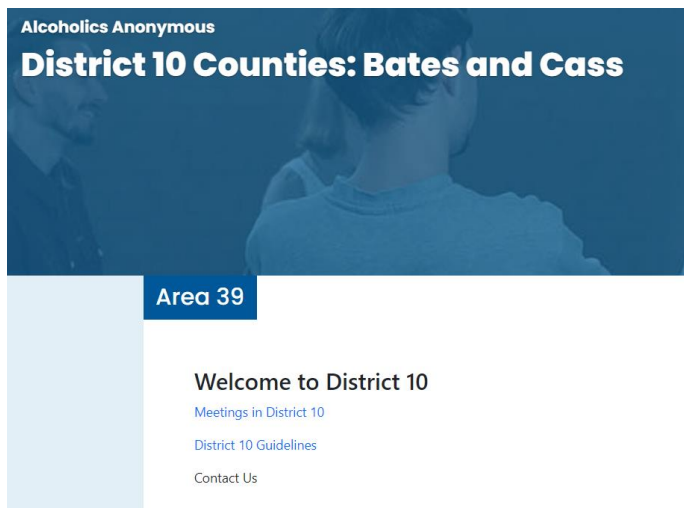 Alcoholics Anonymous
District 10 Counties: Bates and Cass
Area 39
Welcome to District 10
Meetings in District 10
District 10 Guidelines
Contact Us